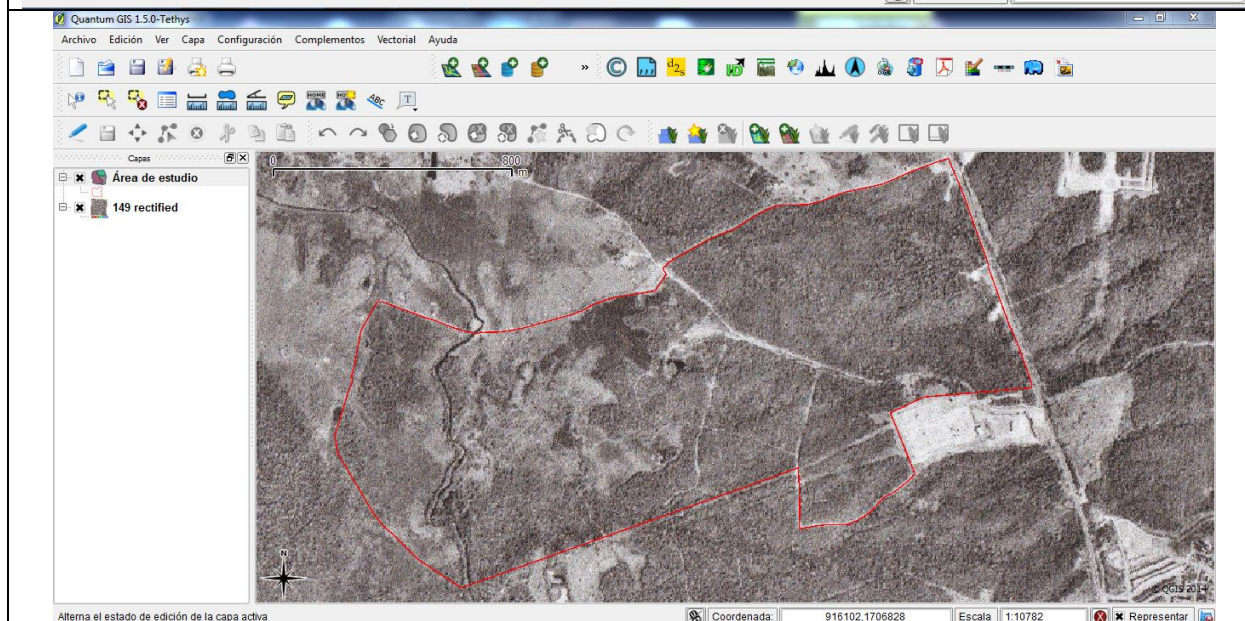 Quantum GIS 1.5.0-Tethys
Archivo Edición Ver Capa Configuración Complementos Vectorial Ayuda
Capas
Área de estudio
149 rectified
0 800
m
N
© QGIS 2014
Alterna el estado de edición de la capa activa
Coordenada: 916102,1706828 Escala 1:10782 Representar